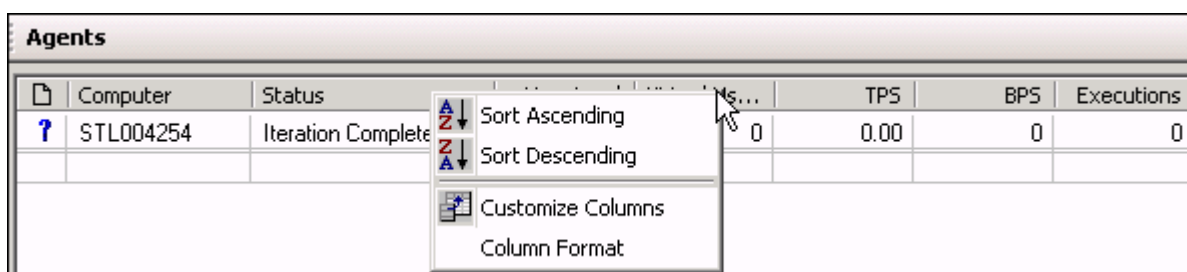 Agents
Computer Status TPS BPS Executions
? STL004254 Iteration Complete 0 0.00 0 0
Sort Ascending
Sort Descending
Customize Columns
Column Format